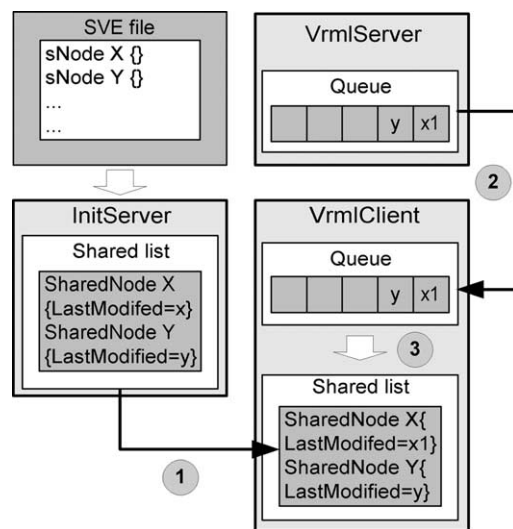 SVE file
sNode X {}
sNode Y {}
...
...
InitServer
Shared list
SharedNode X
{LastModifed=x}
SharedNode Y
{LastModified=y}
1
VrmlServer
Queue
y x1
2
VrmlClient
Queue
y x1
3
Shared list
SharedNode X{
LastModifed=x1}
SharedNode Y{
LastModifed=y}